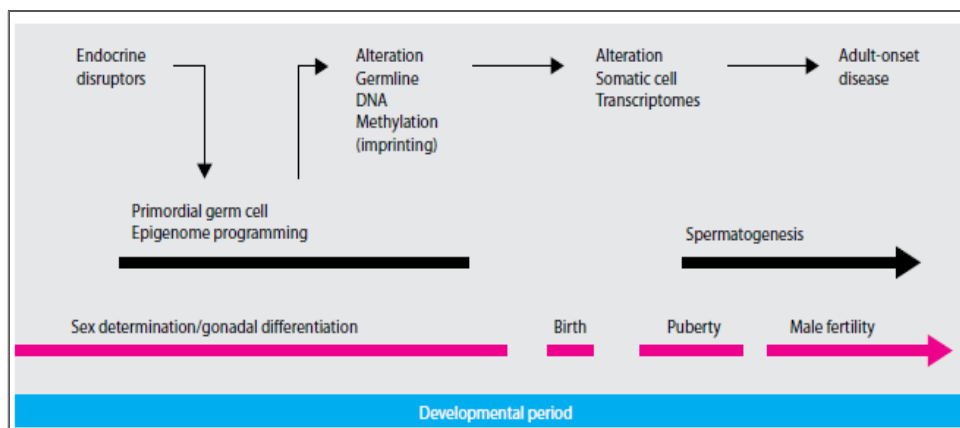 Endocrine
disruptors
Alteration
Germline
DNA
Methylation
(imprinting)
Alteration
Somatic cell
Transcriptomes
Adult-onset
disease
Primordial germ cell
Epigenome programming
Spermatogenesis
Sex determination/gonadal differentiation
Birth
Puberty
Male fertility
Developmental period